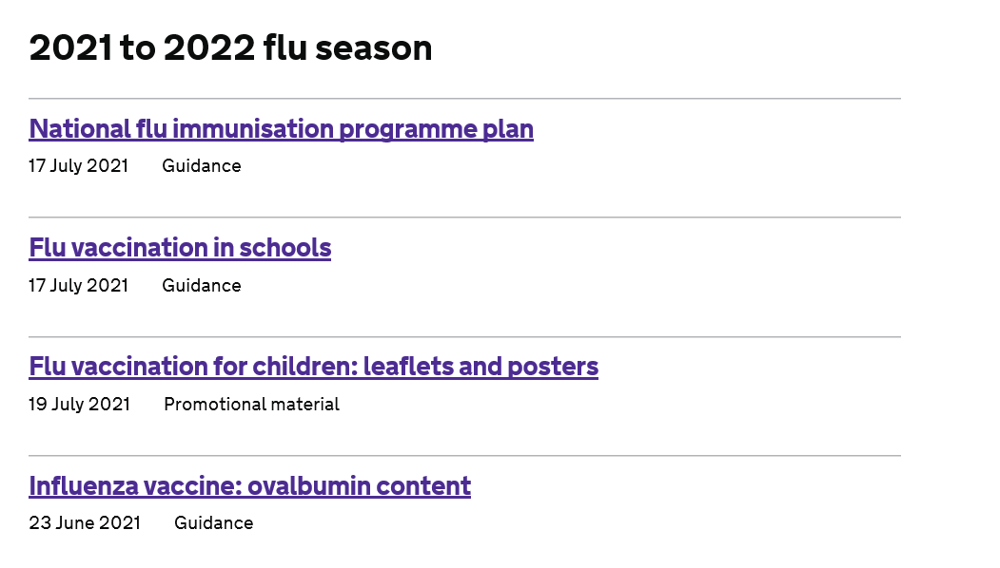 2021 to 2022 flu season
National flu immunisation programme plan
17 July 2021 Guidance
Flu vaccination in schools
17 July 2021 Guidance
Flu vaccination for children: leaflets and posters
19 July 2021 Promotional material
Influenza vaccine: ovalbumin content
23 June 2021 Guidance